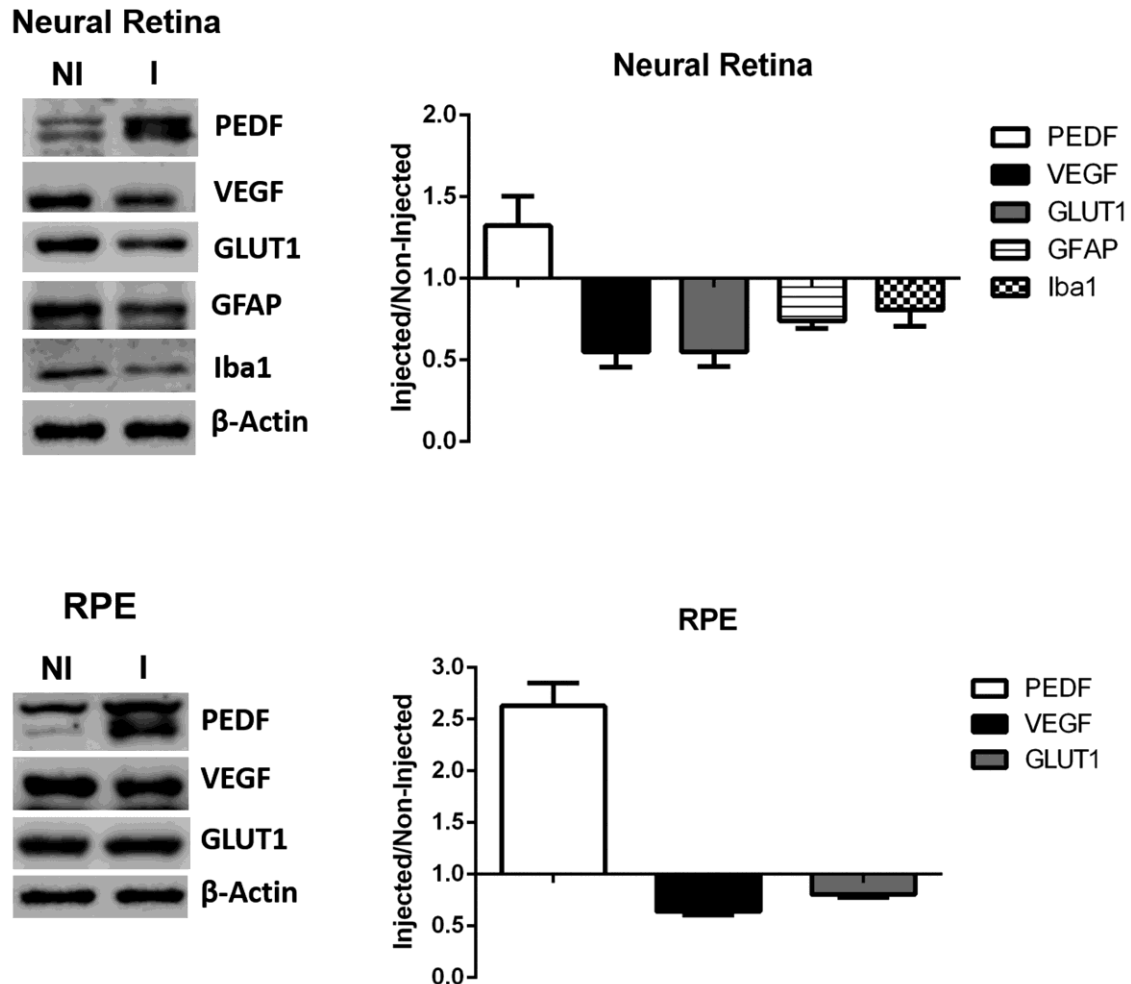 Neural Retina
NI I
PEDF
VEGF
GLUT1
GFAP
Iba1
β-Actin
Neural Retina
Injected/Non-Injected
2.0
1.5
1.0
0.5
0.0
PEDF
VEGF
GLUT1
GFAP
Iba1
RPE
NI I
PEDF
VEGF
GLUT1
β-Actin
RPE
Injected/Non-Injected
3.0
2.5
2.0
1.5
1.0
0.5
0.0
PEDF
VEGF
GLUT1